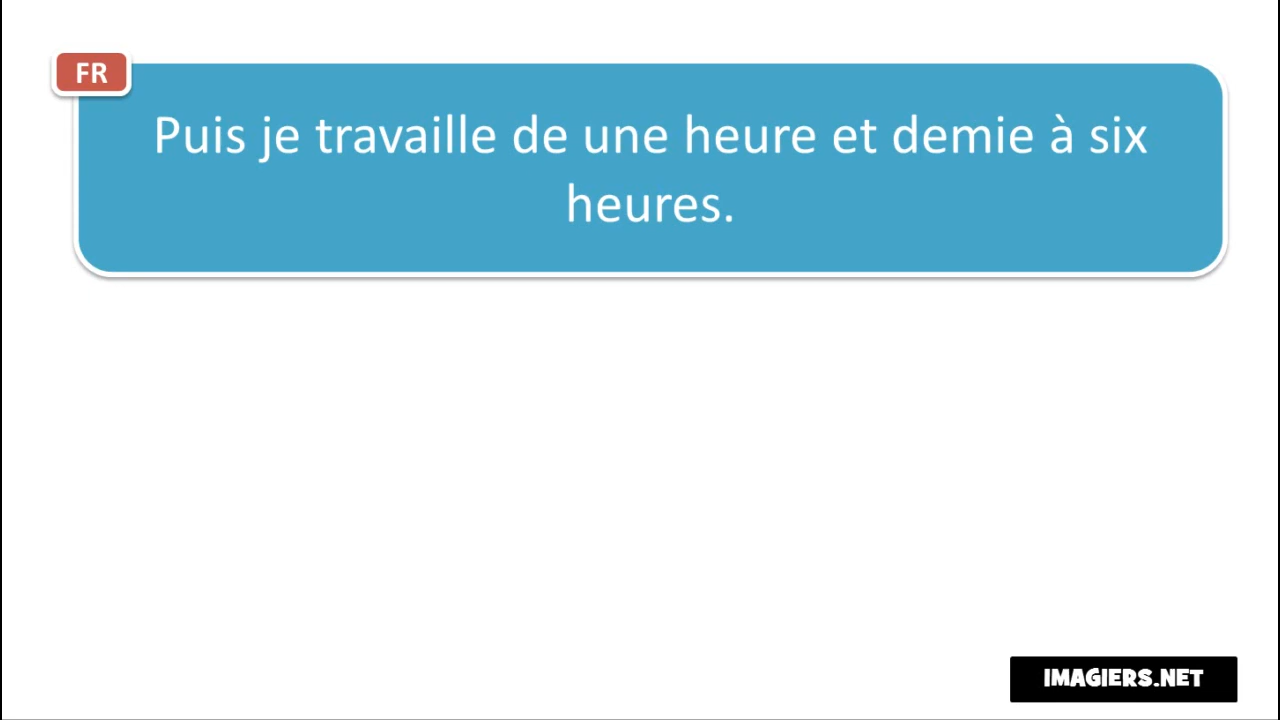 FR
Puis je travaille de une heure et demie à six
heures.
IMAGIERS.NET